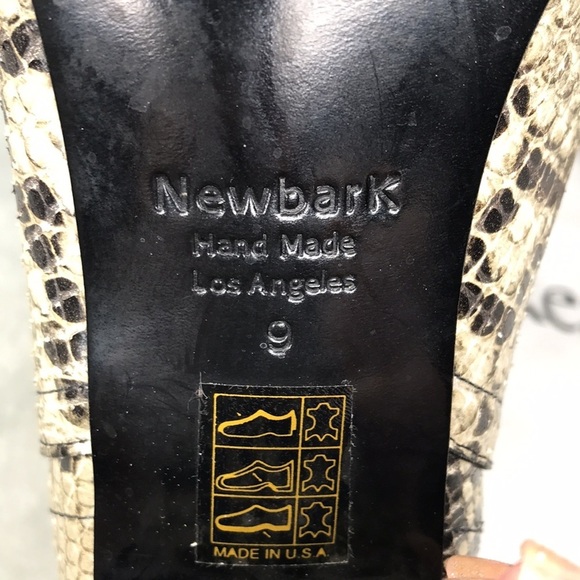 NewbarK
Hand Made
Los Angeles
9
MADE IN U.S.A.